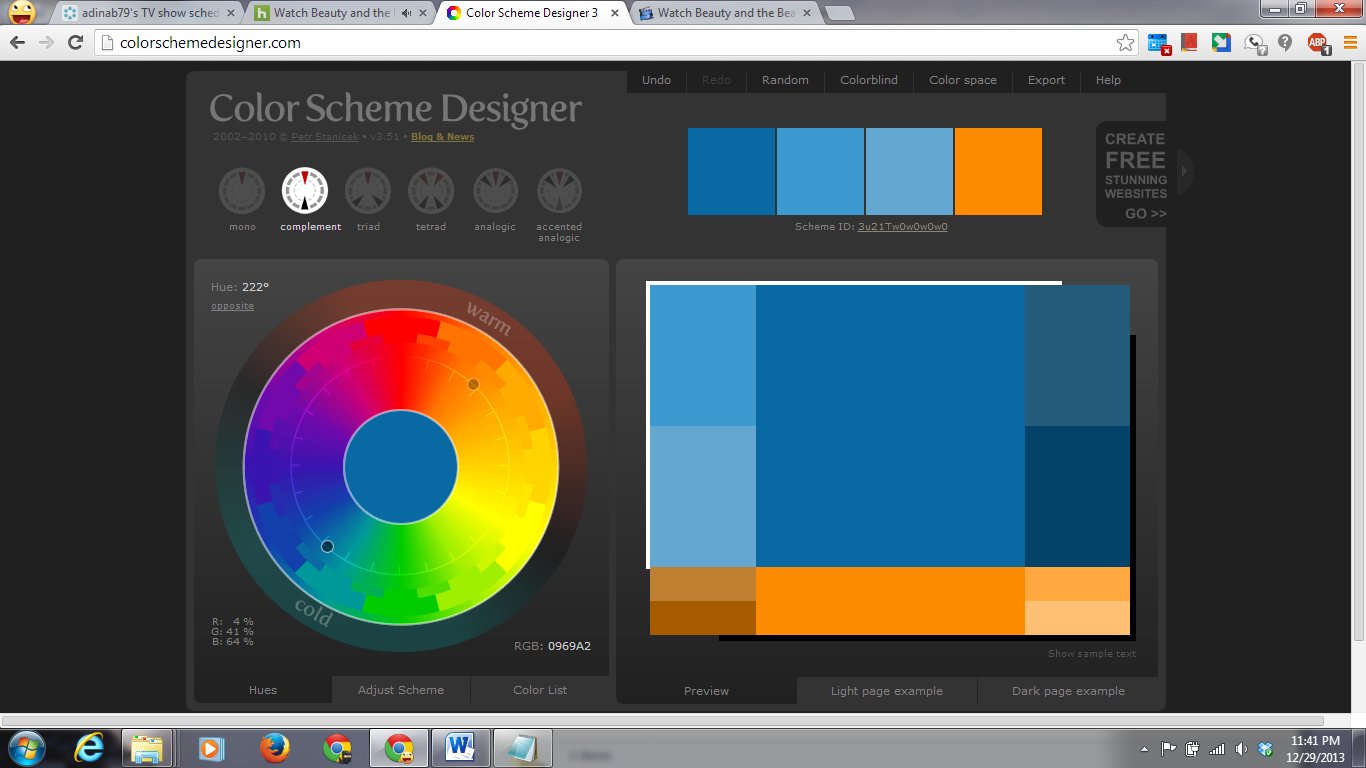 adinab79's TV show sched
Watch Beauty and the
Color Scheme Designer 3
Watch Beauty and the Bea
colorschemedesigner.com
ABP
1
Undo
Redo
Random
Colorblind
Color space
Export
Help
Color Scheme Designer
2002–2010 © Petr Stanicek • v3.51 • Blog & News
mono
complement
triad
tetrad
analogic
accented
analogic
Scheme ID: 3u21Tw0w0w0w0
CREATE
FREE
STUNNING
WEBSITES
GO >>
Hue: 222°
opposite
warm
cold
R: 4 %
G: 41 %
B: 64 %
RGB: 0969A2
Hues
Adjust Scheme
Color List
Show sample text
Preview
Light page example
Dark page example
11:41 PM
12/29/2013